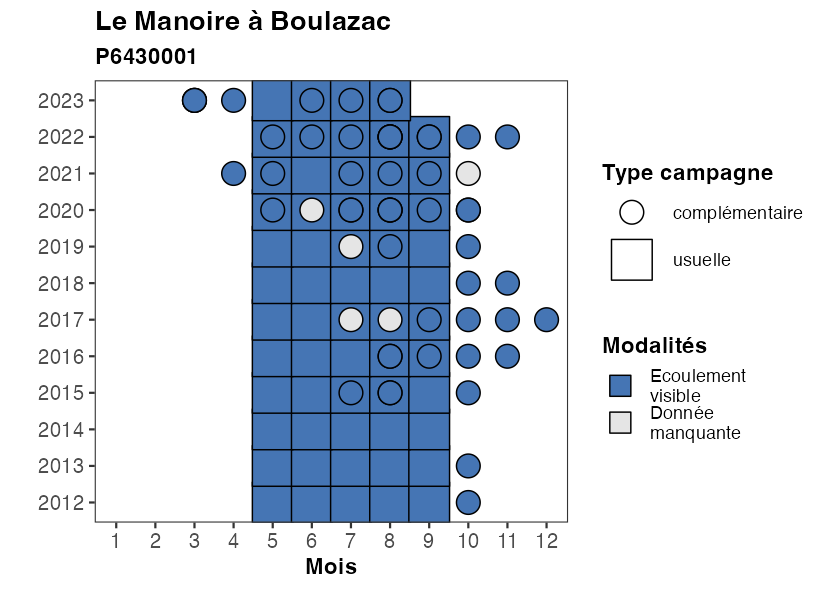 Le Manoire à Boulazac
P6430001
2023
2022
2021
2020
2019
2018
2017
2016
2015
2014
2013
2012
1 2 3 4 5 6 7 8 9 10 11 12
Mois
Type campagne
complémentaire
usuelle
Modalités
Ecoulement
visible
Donnée
manquante